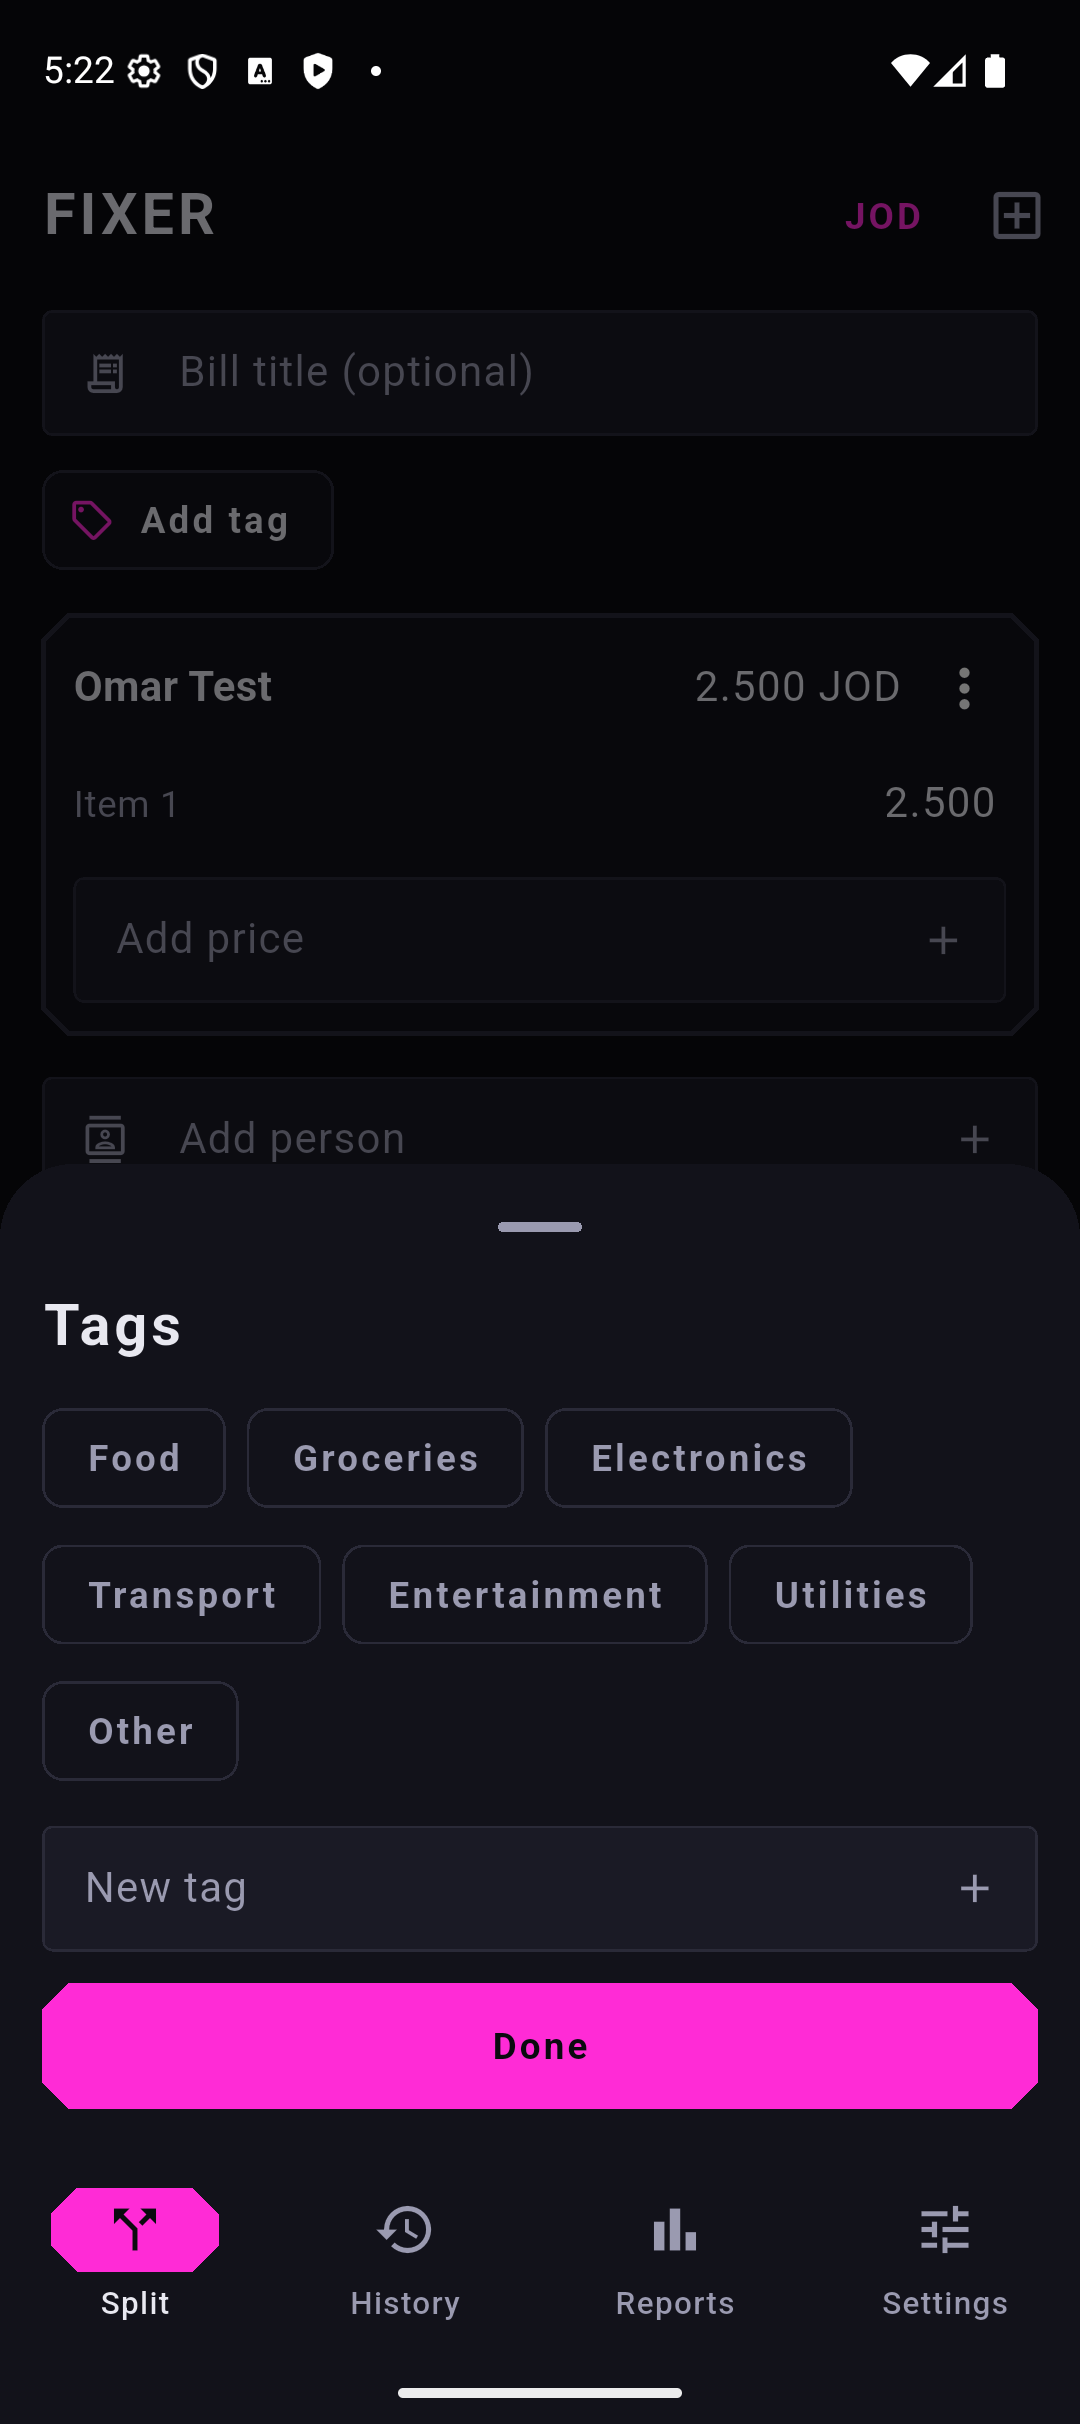 5:22
FIXER JOD
Bill title (optional)
Add tag
Omar Test 2.500 JOD
Item 1 2.500
Add price
Add person
Tags
Food Groceries Electronics
Transport Entertainment Utilities
Other
New tag
Done
Split History Reports Settings